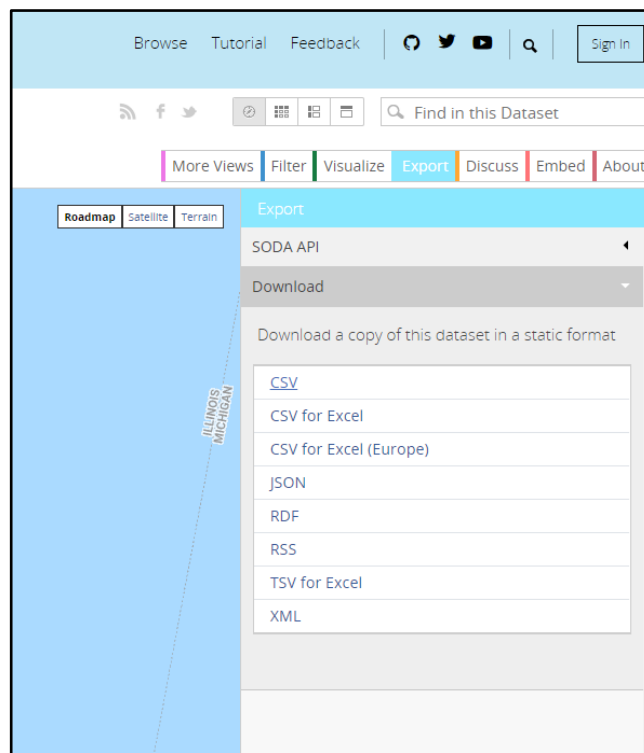 Browse Tutorial Feedback Sign In
Find in this Dataset
More Views Filter Visualize Export Discuss Embed About
Roadmap Satellite Terrain
Export
SODA API
Download
Download a copy of this dataset in a static format
CSV
CSV for Excel
CSV for Excel (Europe)
JSON
RDF
RSS
TSV for Excel
XML
ILLINOIS
MICHIGAN